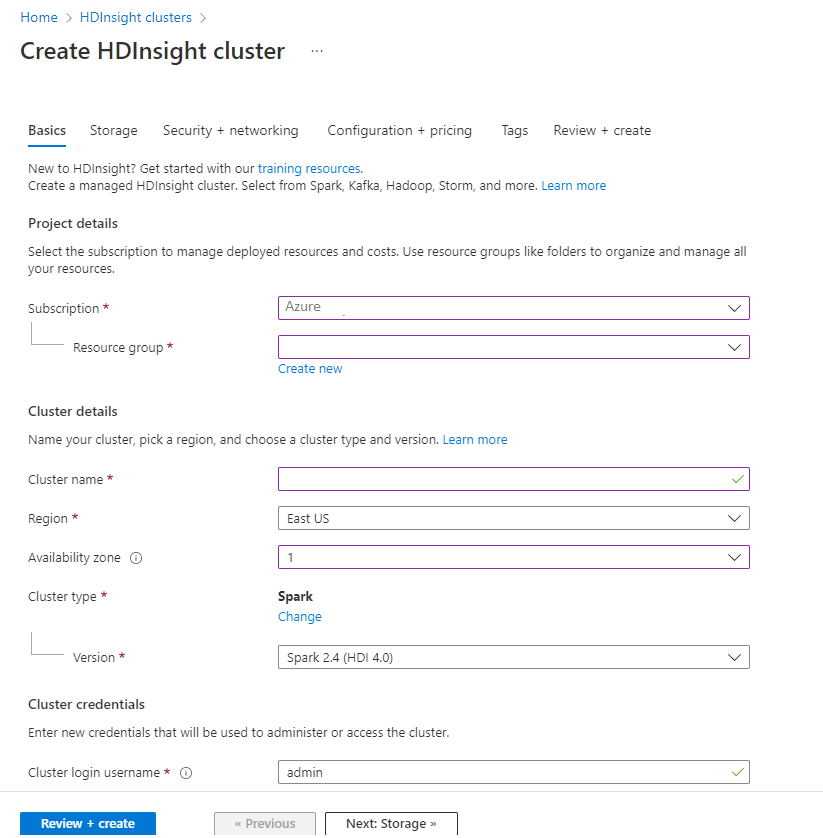 Home > HDInsight clusters >
Create HDInsight cluster ...
Basics Storage Security + networking Configuration + pricing Tags Review + create
New to HDInsight? Get started with our training resources.
Create a managed HDInsight cluster. Select from Spark, Kafka, Hadoop, Storm, and more. Learn more
Project details
Select the subscription to manage deployed resources and costs. Use resource groups like folders to organize and manage all
your resources.
Subscription * Azure
Resource group *
Create new
Cluster details
Name your cluster, pick a region, and choose a cluster type and version. Learn more
Cluster name *
Region * East US
Availability zone 1
Cluster type * Spark
Change
Version * Spark 2.4 (HDI 4.0)
Cluster credentials
Enter new credentials that will be used to administer or access the cluster.
Cluster login username * admin
Review + create « Previous Next: Storage »